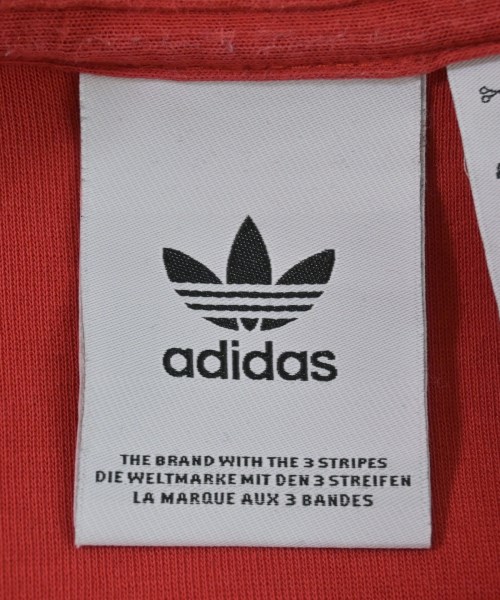 adidas
THE BRAND WITH THE 3 STRIPES
DIE WELTMARKE MIT DEN 3 STREIFEN
LA MARQUE AUX 3 BANDES